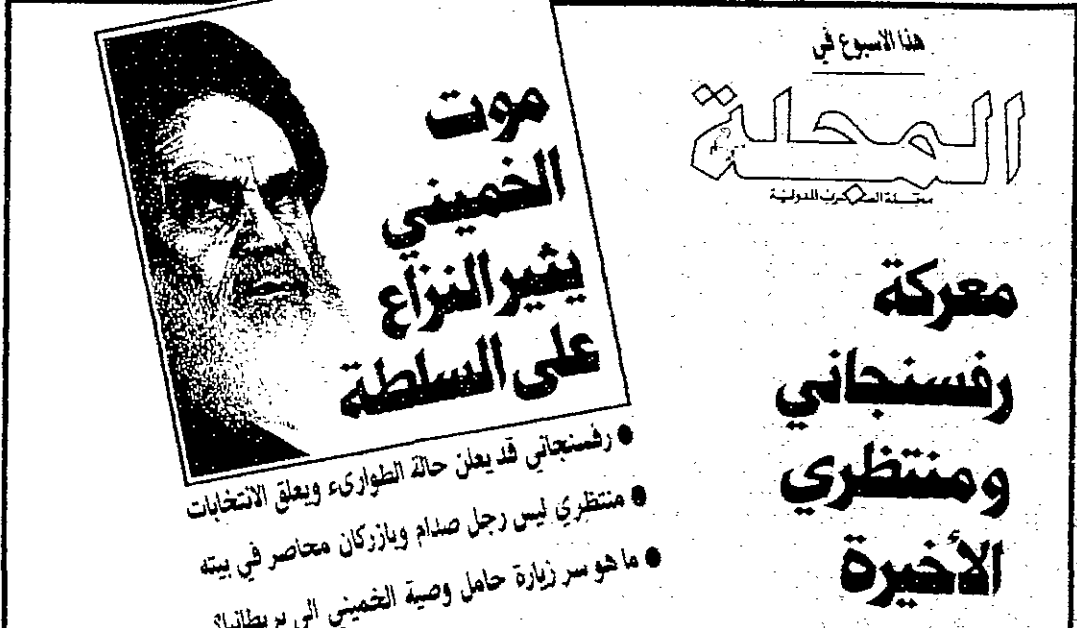 هذا الاسبوع في
المجلة
مجلة العرب الدولية
معركة
رفسنجاني
ومنتظري
الأخيرة
موت
الخميني
يثير النزاع
على السلطة
● رفسنجاني قد يعلن حالة الطوارىء ويعلق الانتخابات
● منتظري ليس رجل صدام وبازركان محاصر في بيته
● ما هو سر زيارة حامل وصية الخميني الى بريطانيا؟